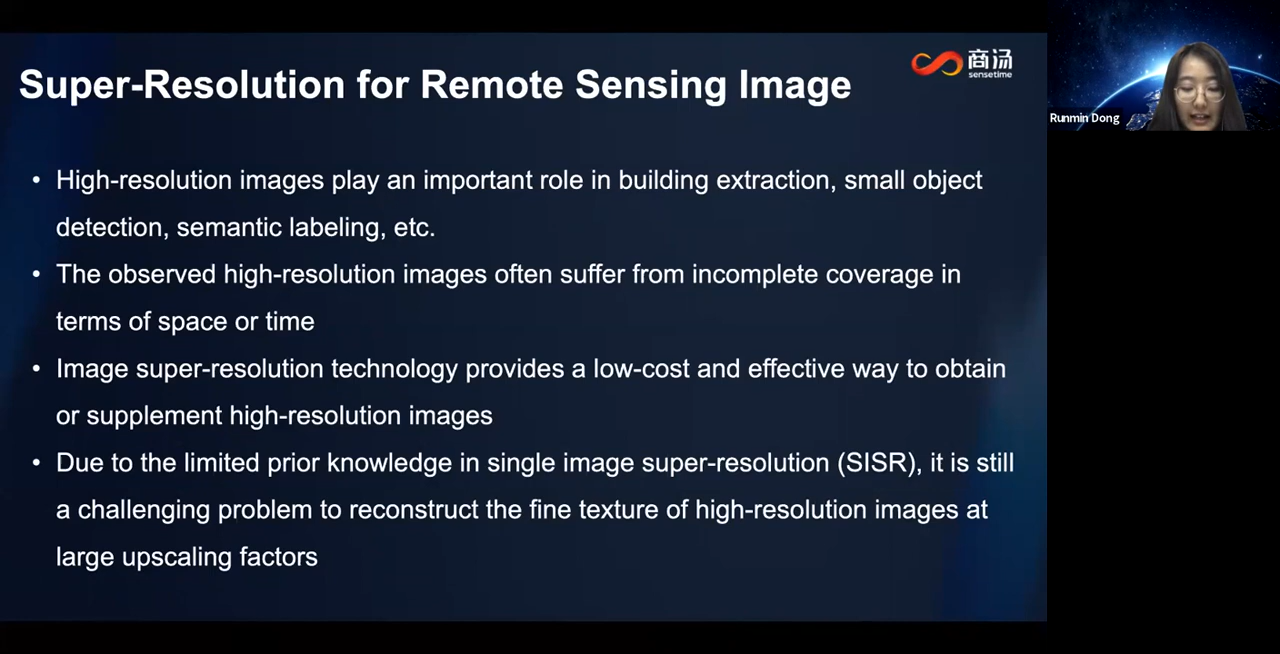 Super-Resolution for Remote Sensing Image
商汤
sensetime
Runmin Dong
• High-resolution images play an important role in building extraction, small object
detection, semantic labeling, etc.
• The observed high-resolution images often suffer from incomplete coverage in
terms of space or time
• Image super-resolution technology provides a low-cost and effective way to obtain
or supplement high-resolution images
• Due to the limited prior knowledge in single image super-resolution (SISR), it is still
a challenging problem to reconstruct the fine texture of high-resolution images at
large upscaling factors